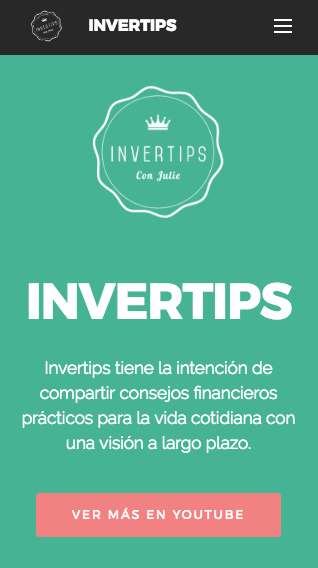 INVERTIPS
INVERTIPS
INVERTIPS
Con Julie
INVERTIPS
Invertips tiene la intención de
compartir consejos financieros
prácticos para la vida cotidiana con
una visión a largo plazo.
VER MÁS EN YOUTUBE